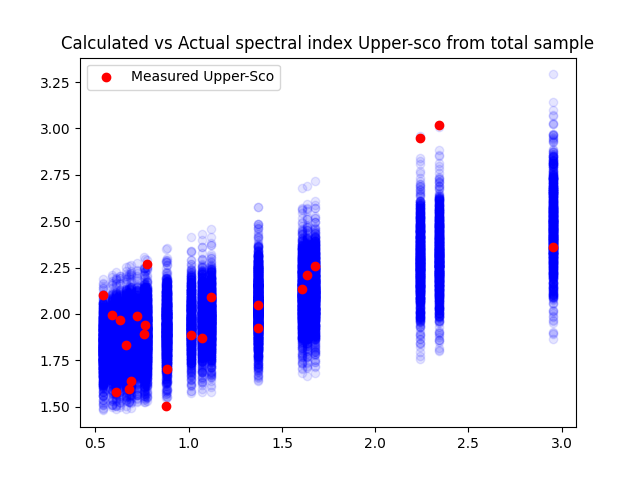 Calculated vs Actual spectral index Upper-sco from total sample
Measured Upper-Sco
3.25
3.00
2.75
2.50
2.25
2.00
1.75
1.50
0.5 1.0 1.5 2.0 2.5 3.0